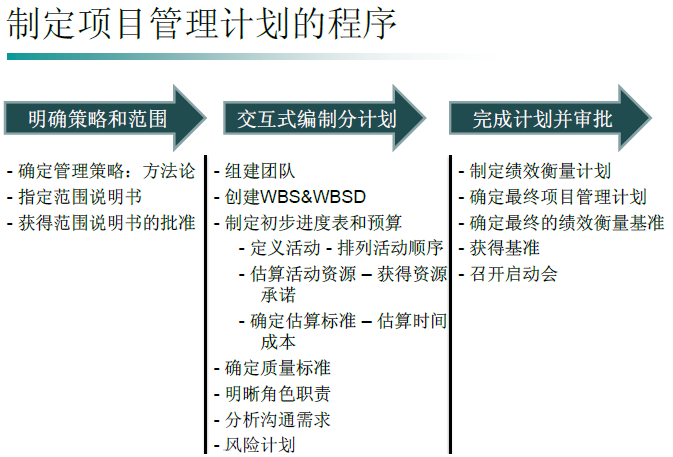 制定项目管理计划的程序
明确策略和范围
- 确定管理策略：方法论
- 指定范围说明书
- 获得范围说明书的批准
交互式编制分计划
- 组建团队
- 创建WBS&WBSD
- 制定初步进度表和预算
- 定义活动 - 排列活动顺序
- 估算活动资源 – 获得资源
承诺
- 确定估算标准 – 估算时间
成本
- 确定质量标准
- 明晰角色职责
- 分析沟通需求
- 风险计划
完成计划并审批
- 制定绩效衡量计划
- 确定最终项目管理计划
- 确定最终的绩效衡量基准
- 获得基准
- 召开启动会